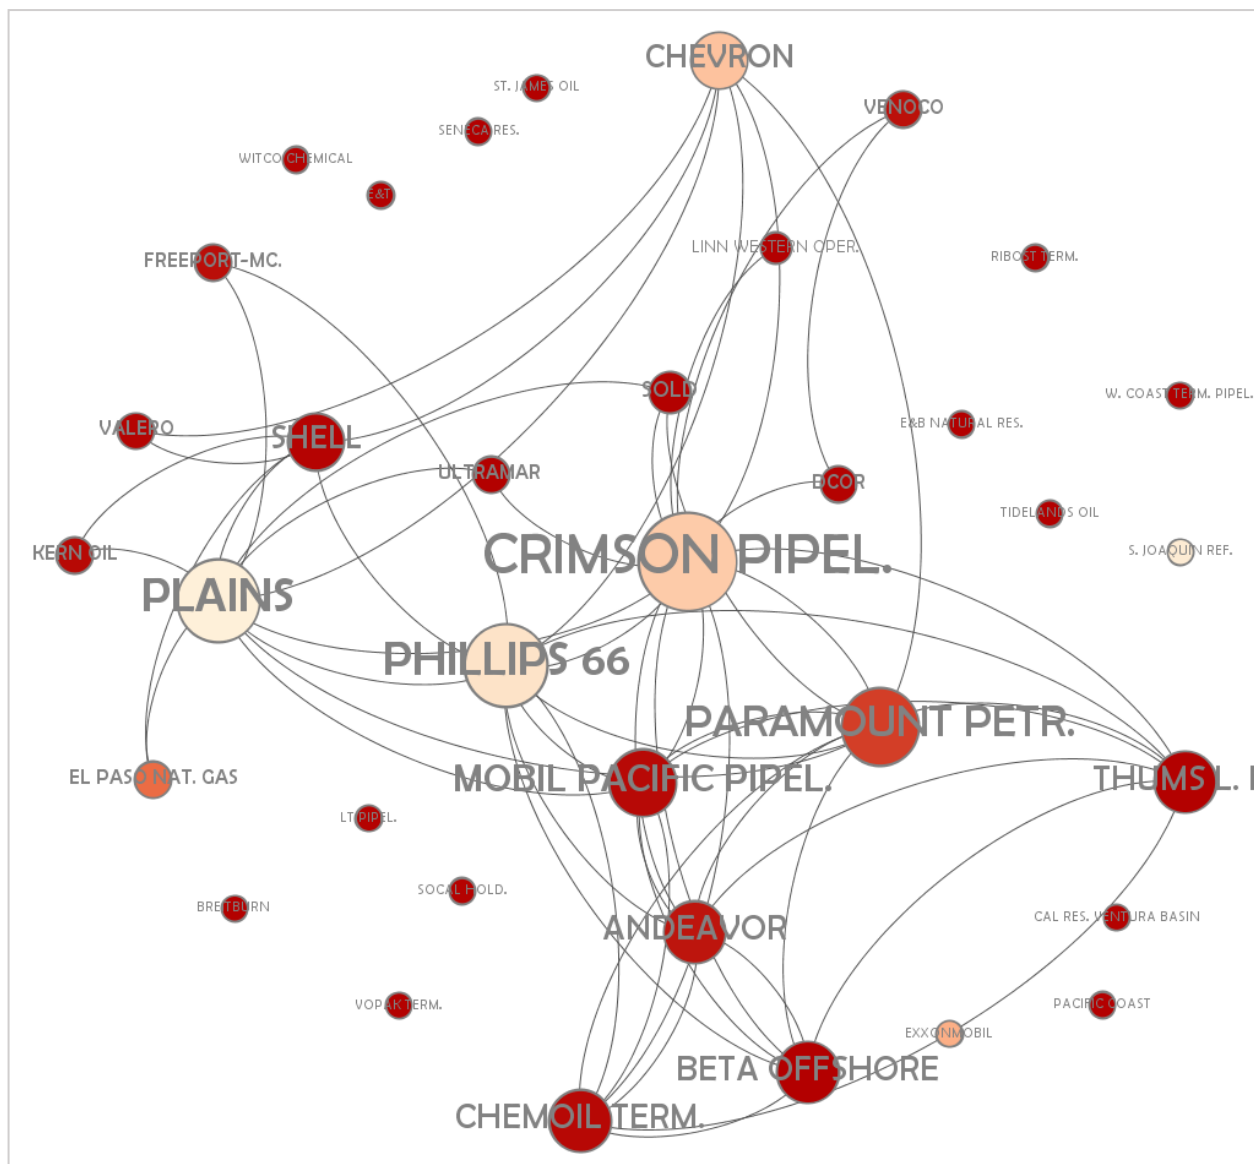 CHEVRON
ST. JAMES OIL
VENOCO
SENECA RES.
WITCO CHEMICAL
E&T
LINN WESTERN OPER.
RIBOST TERM.
FREEPORT-MC.
SOLD
W. COAST TERM. PIPEL.
VALERO
SHELL
E&B NATURAL RES.
ULTRAMAR
DCOR
TIDELANDS OIL
KERN OIL
CRIMSON PIPEL.
S. JOAQUIN REF.
PLAINS
PHILLIPS 66
PARAMOUNT PETR.
EL PASO NAT. GAS
MOBIL PACIFIC PIPEL.
THUMS L.
LT PIPEL.
SOCAL HOLD.
BREITBURN
CAL RES. VENTURA BASIN
ANDEAVOR
VOPAK TERM.
PACIFIC COAST
EXXONMOBIL
BETA OFFSHORE
CHEMOIL TERM.